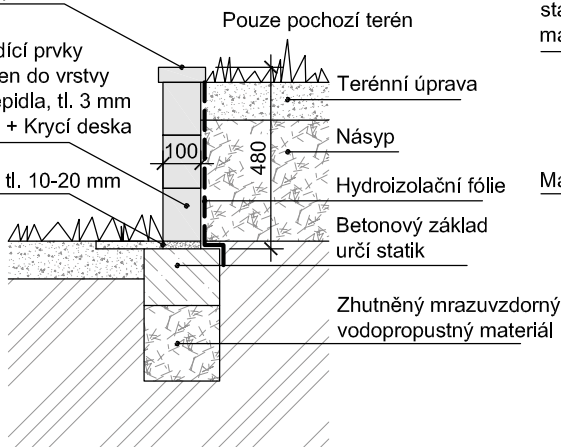 Pouze pochozí terén
sta
ma
dící prvky
en do vrstvy
epidla, tl. 3 mm
+ Krycí deska
tl. 10-20 mm
100
480
Terénní úprava
Násyp
Hydroizolační fólie
Ma
Betonový základ
určí statik
Zhutněný mrazuvzdorný
vodopropustný materiál